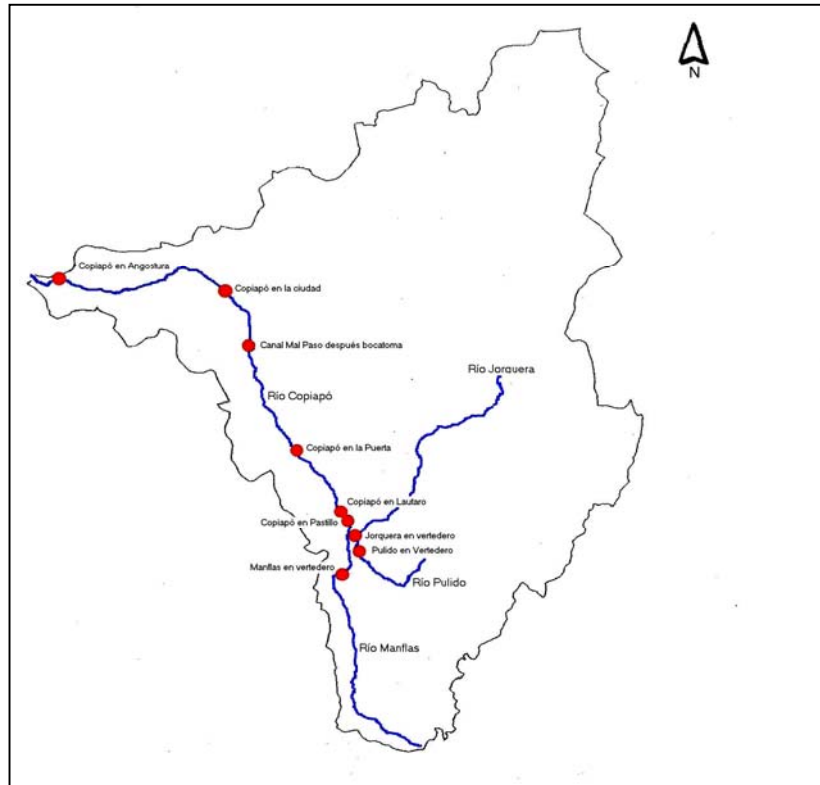 N
Copiapó en Angostura
Copiapó en la ciudad
Canal Mal Paso después bocatoma
Río Jorquera
Río Copiapó
Copiapó en la Puerta
Copiapó en Lautaro
Copiapó en Pastillo
Jorquera en vertedero
Pulido en Vertedero
Manflas en vertedero
Río Pulido
Río Manflas